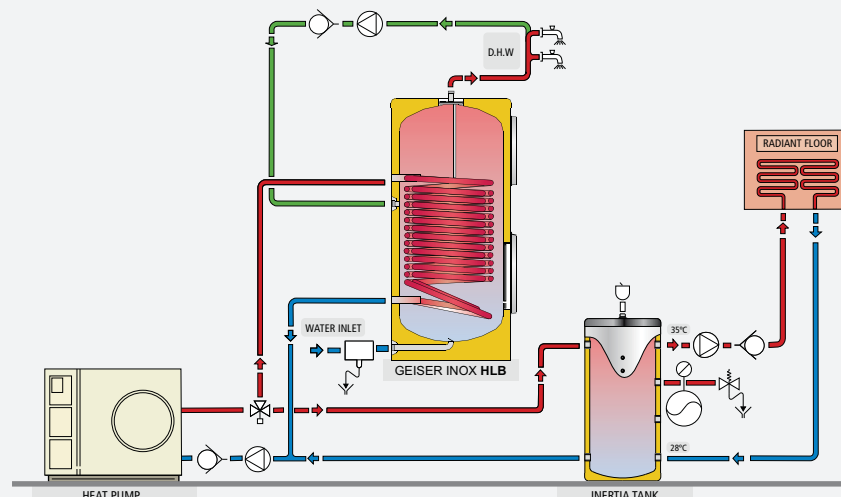 D.H.W
RADIANT FLOOR
WATER INLET
35ºC
GEISER INOX HLB
28ºC
HEAT PUMP
INERTIA TANK